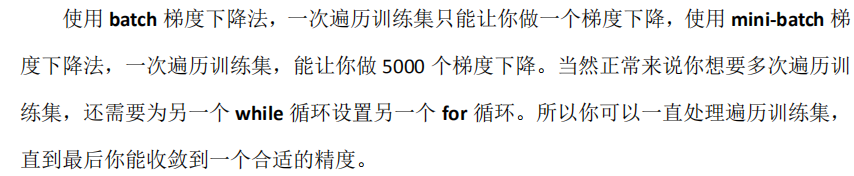 使用 batch 梯度下降法，一次遍历训练集只能让你做一个梯度下降，使用 mini-batch 梯
度下降法，一次遍历训练集，能让你做 5000 个梯度下降。当然正常来说你想要多次遍历训
练集，还需要为另一个 while 循环设置另一个 for 循环。所以你可以一直处理遍历训练集，
直到最后你能收敛到一个合适的精度。